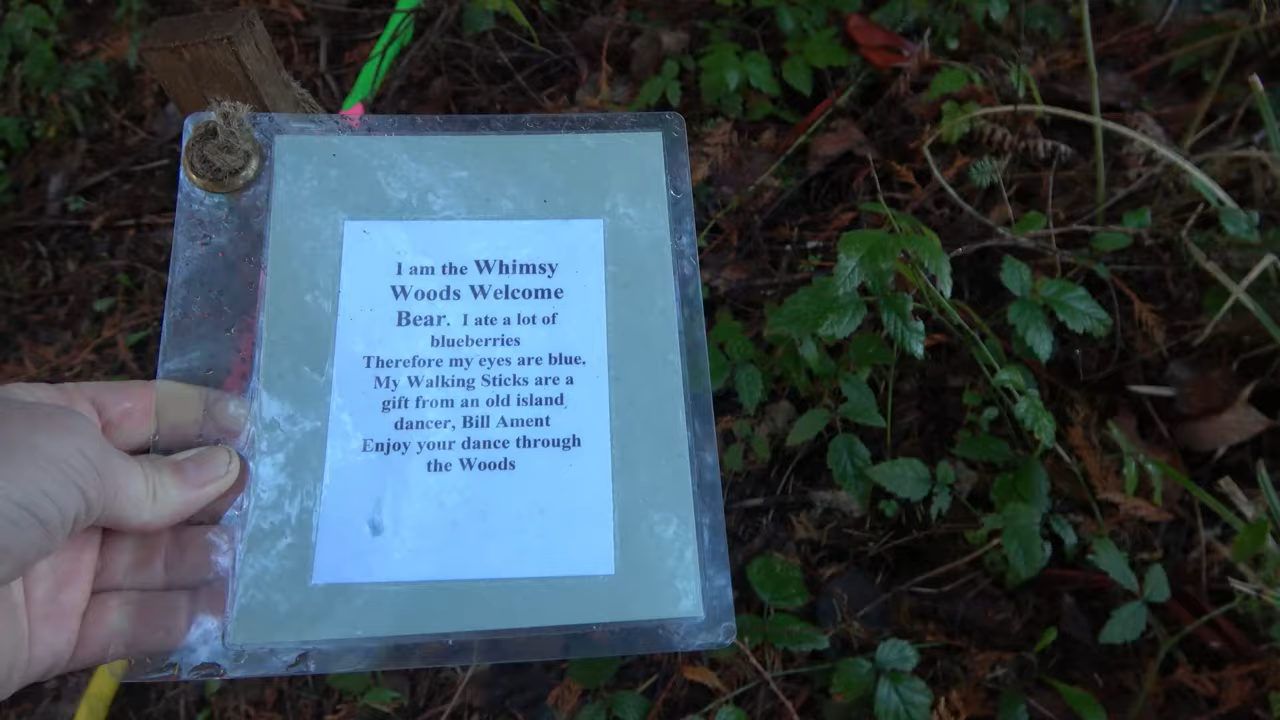 I am the Whimsy
Woods Welcome
Bear. I ate a lot of
blueberries
Therefore my eyes are blue.
My Walking Sticks are a
gift from an old island
dancer, Bill Ament
Enjoy your dance through
the Woods